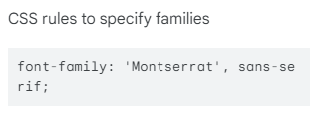 CSS rules to specify families
font-family: 'Montserrat', sans-se
rif;